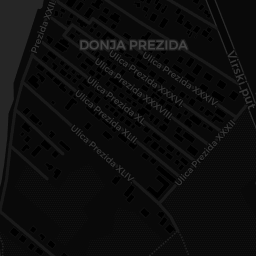 Prezida XXII
DONJA PREZIDA
Ulica Prezida XXXIV
Virski put
Ulica Prezida XXXVI
Ulica Prezida XXXVIII
Ulica Prezida XL
Ulica Prezida XLII
Ulica Prezida XXXII
Ulica Prezida XLIV